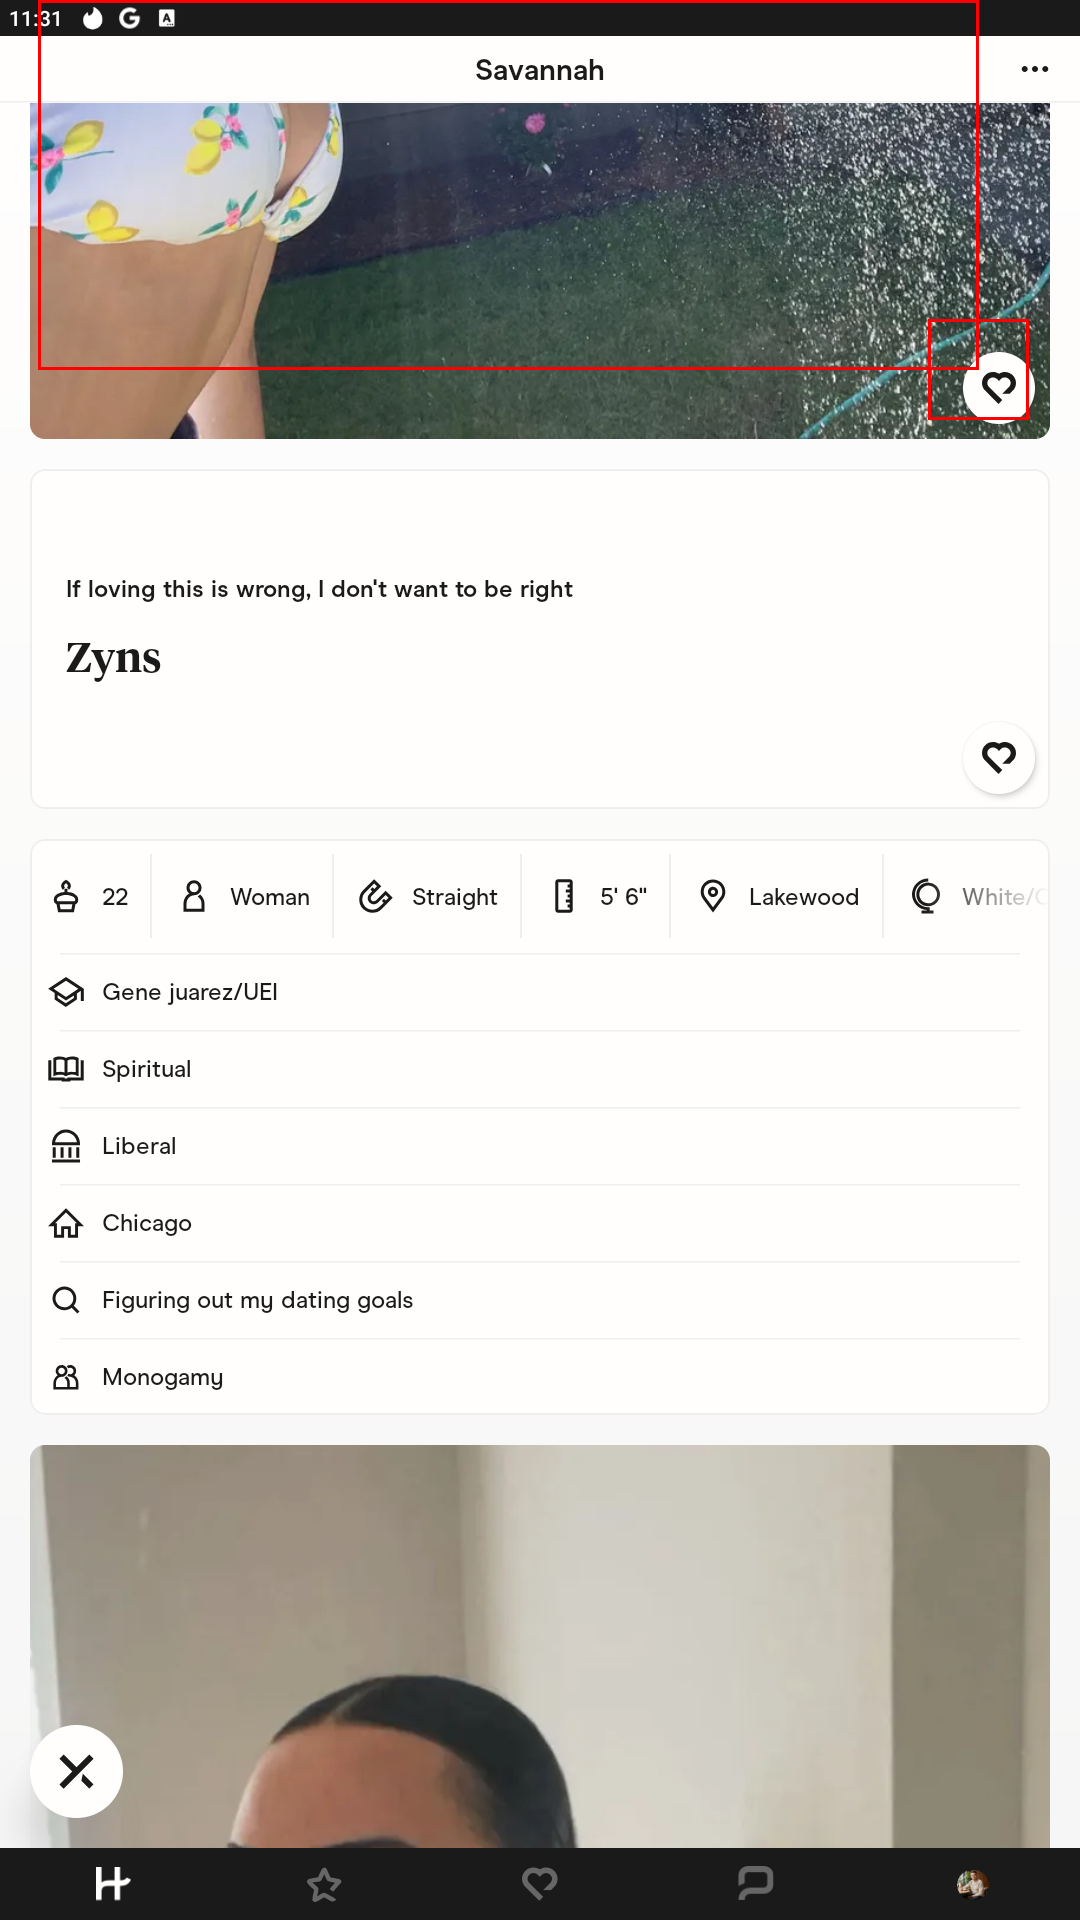 11:31
Savannah
If loving this is wrong, I don't want to be right
Zyns
22
Woman
Straight
5' 6"
Lakewood
White/C
Gene juarez/UEI
Spiritual
Liberal
Chicago
Figuring out my dating goals
Monogamy